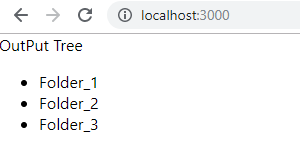 localhost:3000
OutPut Tree
Folder_1
Folder_2
Folder_3